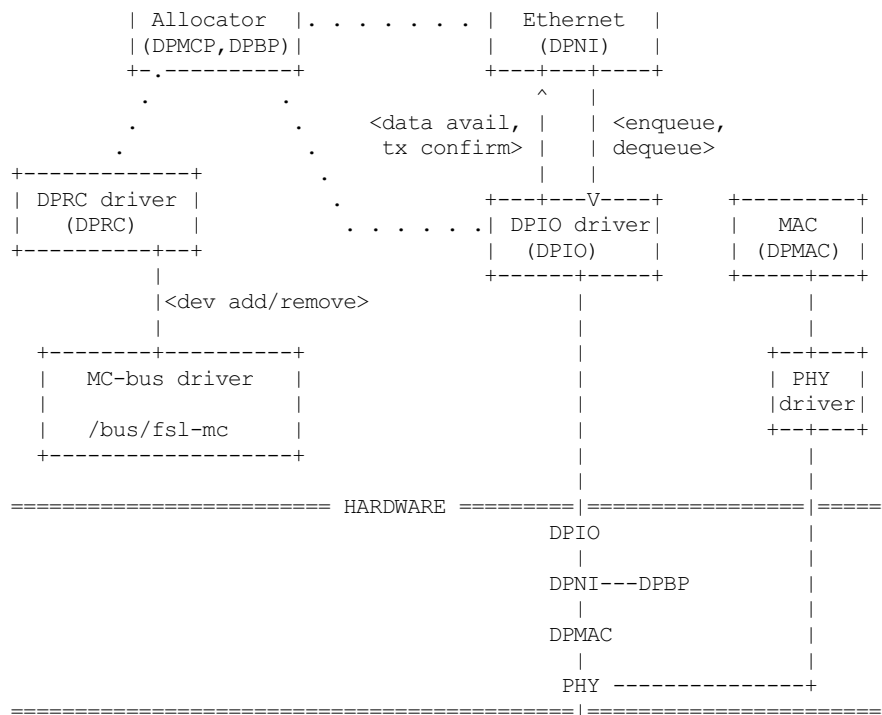 | Allocator |. . . . . . . | Ethernet |
|(DPMCP,DPBP)| | (DPNI) |
+-.----------+ +---+---+----+
. . ^ |
. . <data avail, | | <enqueue,
. . tx confirm> | | dequeue>
+-------------+ . | |
| DPRC driver | . +---+---V----+ +---------+
| (DPRC) | . . . . . .| DPIO driver| | MAC |
+----------+--+ | (DPIO) | | (DPMAC) |
| +------+-----+ +-----+---+
|<dev add/remove> | |
| | |
+--------+----------+ | +--+---+
| MC-bus driver | | | PHY |
| | | |driver|
| /bus/fsl-mc | | +--+---+
+-------------------+ | |
| |
========================= HARDWARE =========|=================|======
DPIO |
| |
DPNI---DPBP |
| |
DPMAC |
| |
PHY ---------------+
============================================|========================